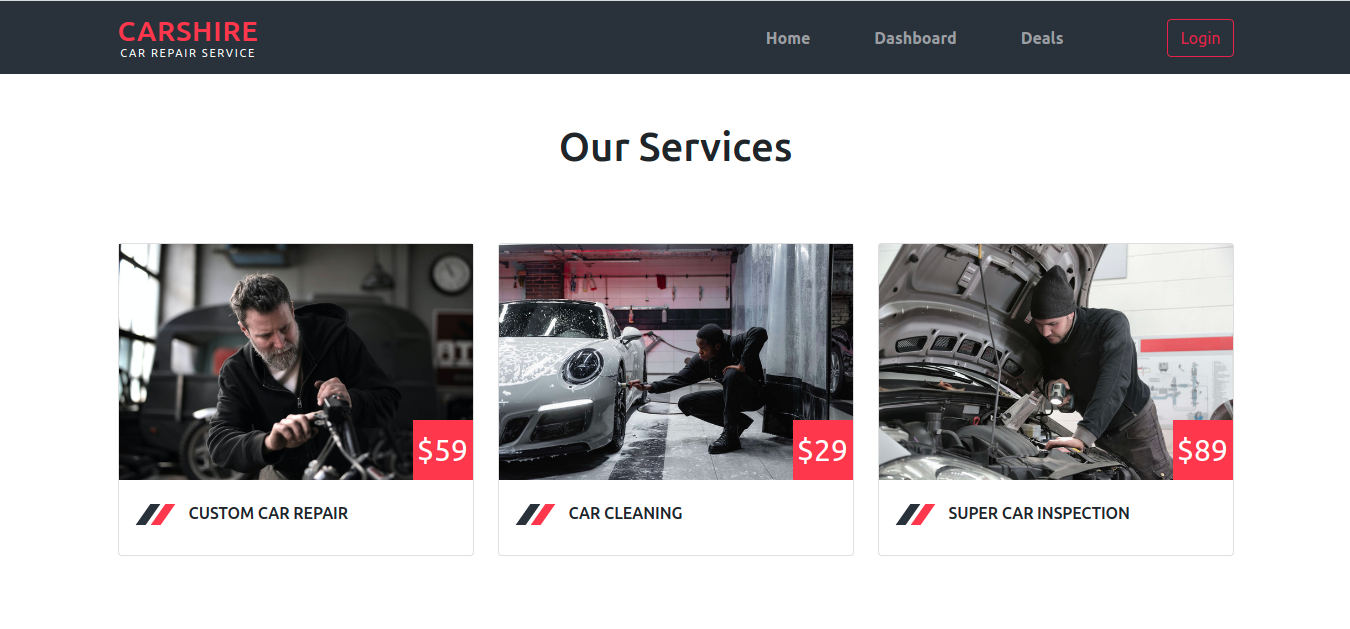 CARSHIRE
CAR REPAIR SERVICE
Home
Dashboard
Deals
Login
Our Services
$59
$29
$89
CUSTOM CAR REPAIR
CAR CLEANING
SUPER CAR INSPECTION